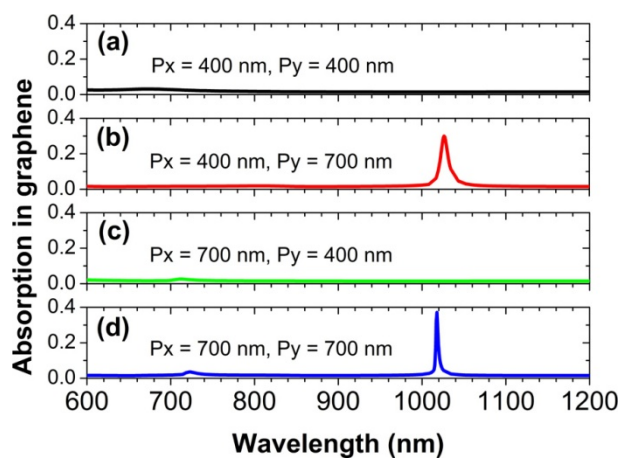 Absorption in graphene
0.4
0.2
0.0
(a)
Px = 400 nm, Py = 400 nm
0.4
0.2
0.0
(b)
Px = 400 nm, Py = 700 nm
0.4
0.2
0.0
(c)
Px = 700 nm, Py = 400 nm
0.4
0.2
0.0
(d)
Px = 700 nm, Py = 700 nm
600 700 800 900 1000 1100 1200
Wavelength (nm)